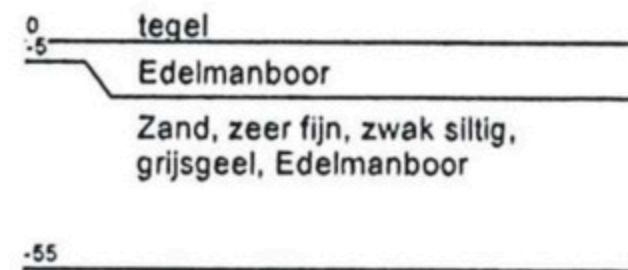 0 tegel
-5
Edelmanboor
Zand, zeer fijn, zwak siltig,
grijsgeel, Edelmanboor
-55